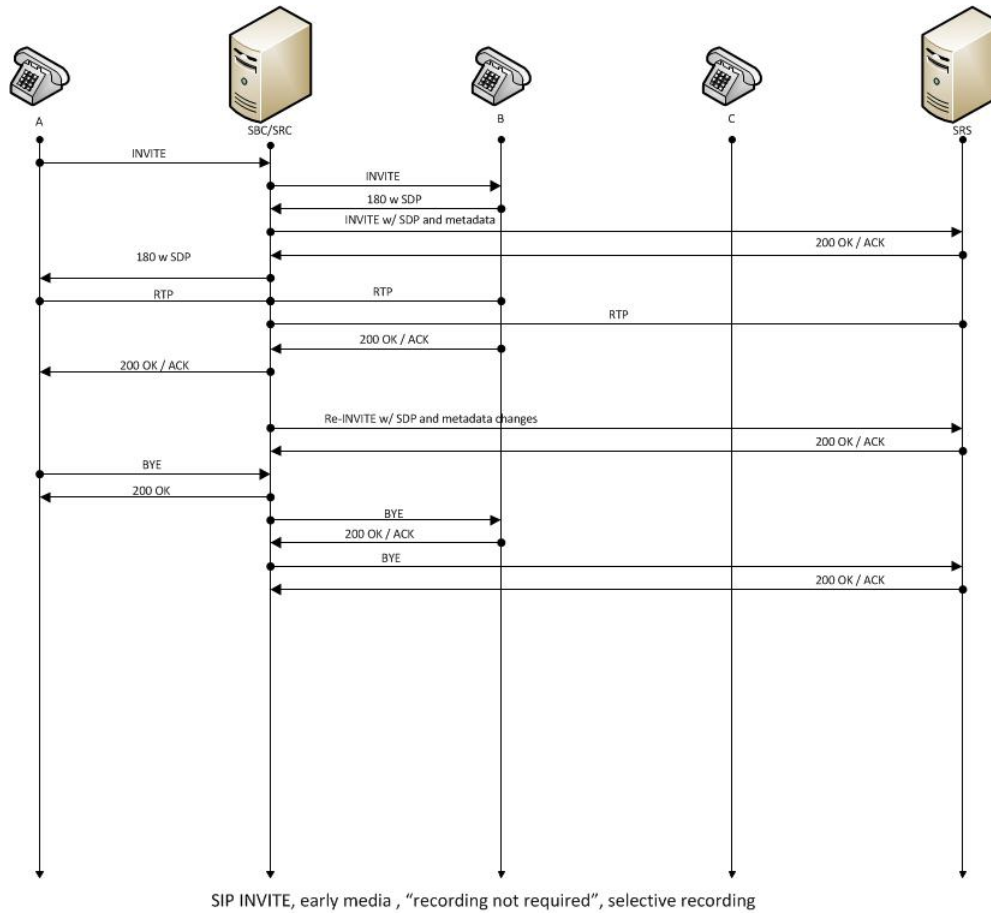 A
SBC/SRC
B
C
SRS
INVITE
INVITE
180 w SDP
INVITE w/ SDP and metadata
200 OK / ACK
180 w SDP
RTP
RTP
RTP
200 OK / ACK
200 OK / ACK
Re-INVITE w/ SDP and metadata changes
200 OK / ACK
BYE
200 OK
BYE
200 OK / ACK
BYE
200 OK / ACK
SIP INVITE, early media , “recording not required”, selective recording